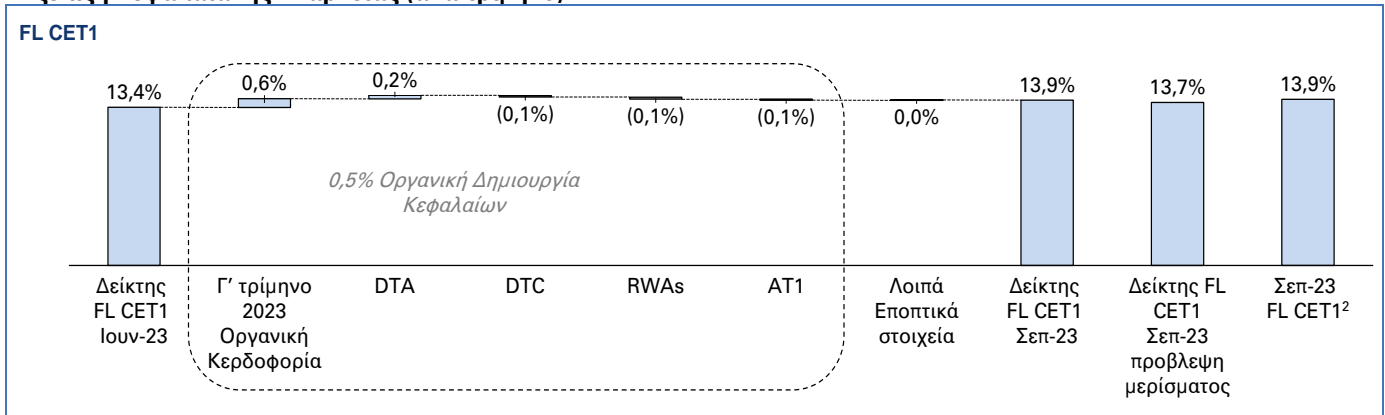 FL CET1
13,4%
0,6%
0,2%
(0,1%)
(0,1%)
(0,1%)
0,0%
13,9%
13,7%
13,9%
0,5% Οργανική Δημιουργία
Κεφαλαίων
Δείκτης
FL CET1
Ιουν-23
Γ’ τρίμηνο
2023
Οργανική
Κερδοφορία
DTA
DTC
RWAs
AT1
Λοιπά
Εποπτικά
στοιχεία
Δείκτης
FL CET1
Σεπ-23
Δείκτης FL
CET1
Σεπ-23
προβλεψη
μερίσματος
Σεπ-23
FL CET1²